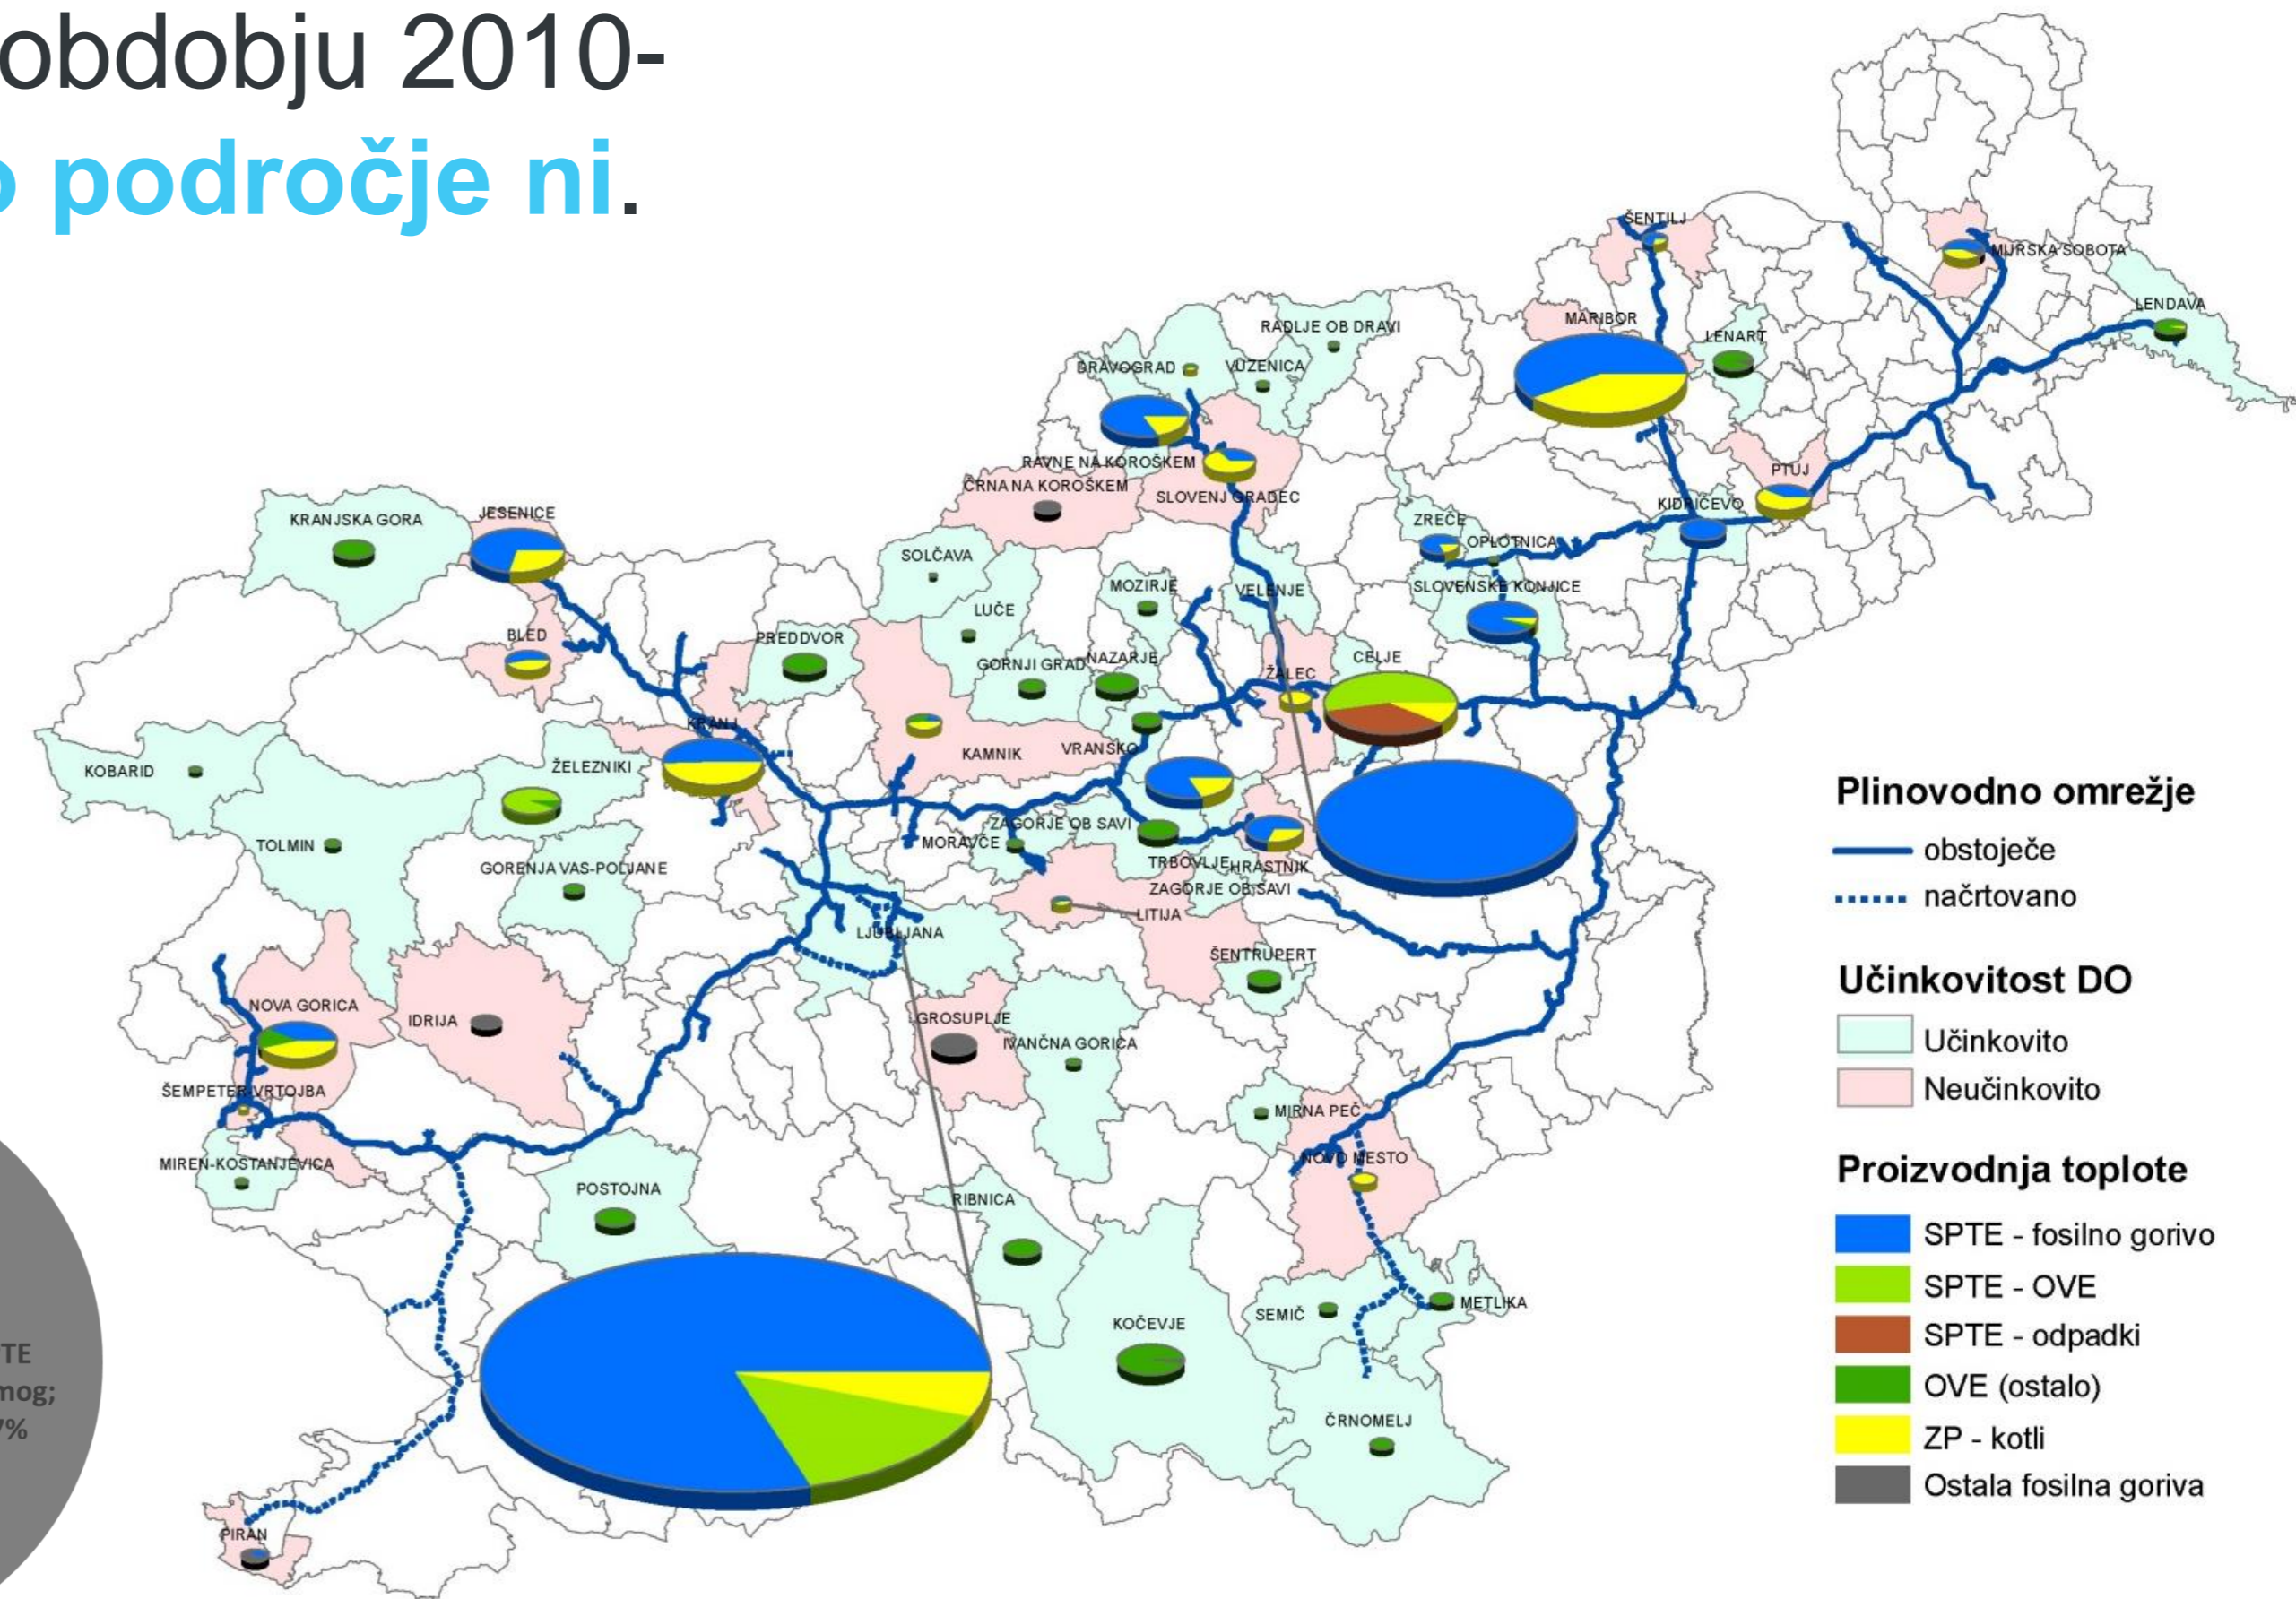 obdobju 2010-
področje ni.
ŠENTILJ
MURSKA SOBOTA
LENDAVA
MARIBOR
RADLJE OB DRAVI
LENART
DRAVOGRAD
VUZENICA
RAVNE NA KOROŠKEM
PTUJ
ČRNA NA KOROŠKEM
SLOVENJ GRADEC
KIDRIČEVO
KRANJSKA GORA
JESENICE
ZREČE
OPLOTNICA
SOLČAVA
MOZIRJE
VELENJE
SLOVENSKE KONJICE
LUČE
BLED
PREDDVOR
GORNJI GRAD
NAZARJE
CELJE
ŽALEC
KRANJ
KAMNIK
VRANSKO
KOBARID
ŽELEZNIKI
ZAGORJE OB SAVI
MORAVČE
TOLMIN
TRBOVLJE
HRASTNIK
GORENJA VAS-POLJANE
ZAGORJE OB SAVI
LITIJA
LJUBLJANA
ŠENTRUPERT
NOVA GORICA
IDRIJA
GROSUPLJE
IVANČNA GORICA
ŠEMPETER-VRTOJBA
MIRNA PEČ
MIREN-KOSTANJEVICA
NOVO MESTO
POSTOJNA
RIBNICA
SEMIČ
METLIKA
KOČEVJE
ČRNOMELJ
PIRAN
TE
mog;
7%
Plinovodno omrežje
obstoječe
načrtovano
Učinkovitost DO
Učinkovito
Neučinkovito
Proizvodnja toplote
SPTE - fosilno gorivo
SPTE - OVE
SPTE - odpadki
OVE (ostalo)
ZP - kotli
Ostala fosilna goriva